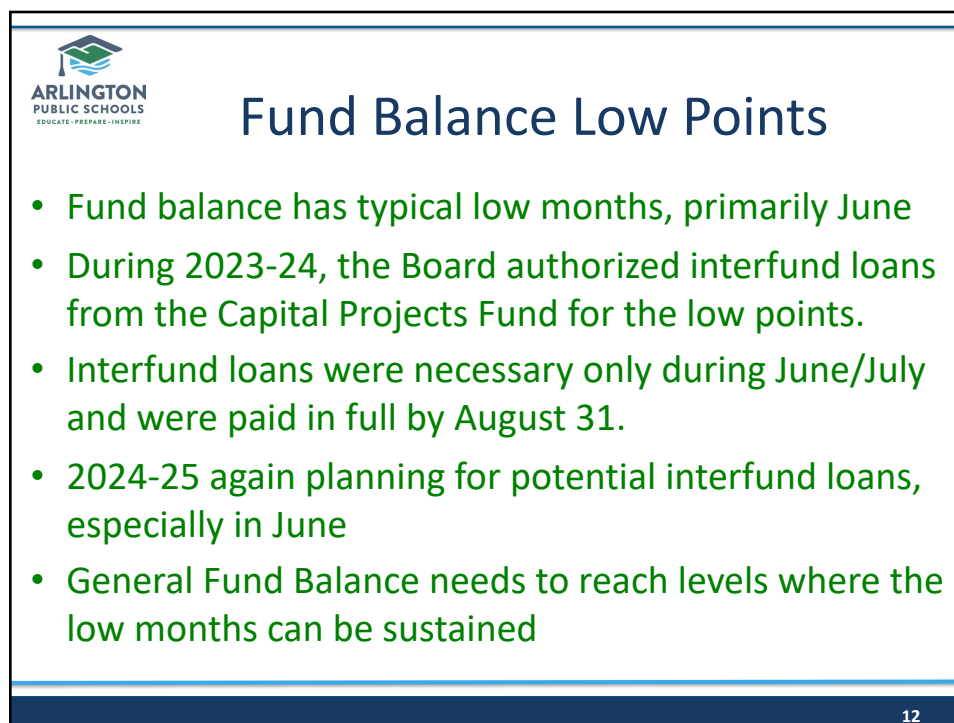 ARLINGTON
PUBLIC SCHOOLS
EDUCATE • PREPARE • INSPIRE
Fund Balance Low Points
• Fund balance has typical low months, primarily June
• During 2023-24, the Board authorized interfund loans
from the Capital Projects Fund for the low points.
• Interfund loans were necessary only during June/July
and were paid in full by August 31.
• 2024-25 again planning for potential interfund loans,
especially in June
• General Fund Balance needs to reach levels where the
low months can be sustained
12